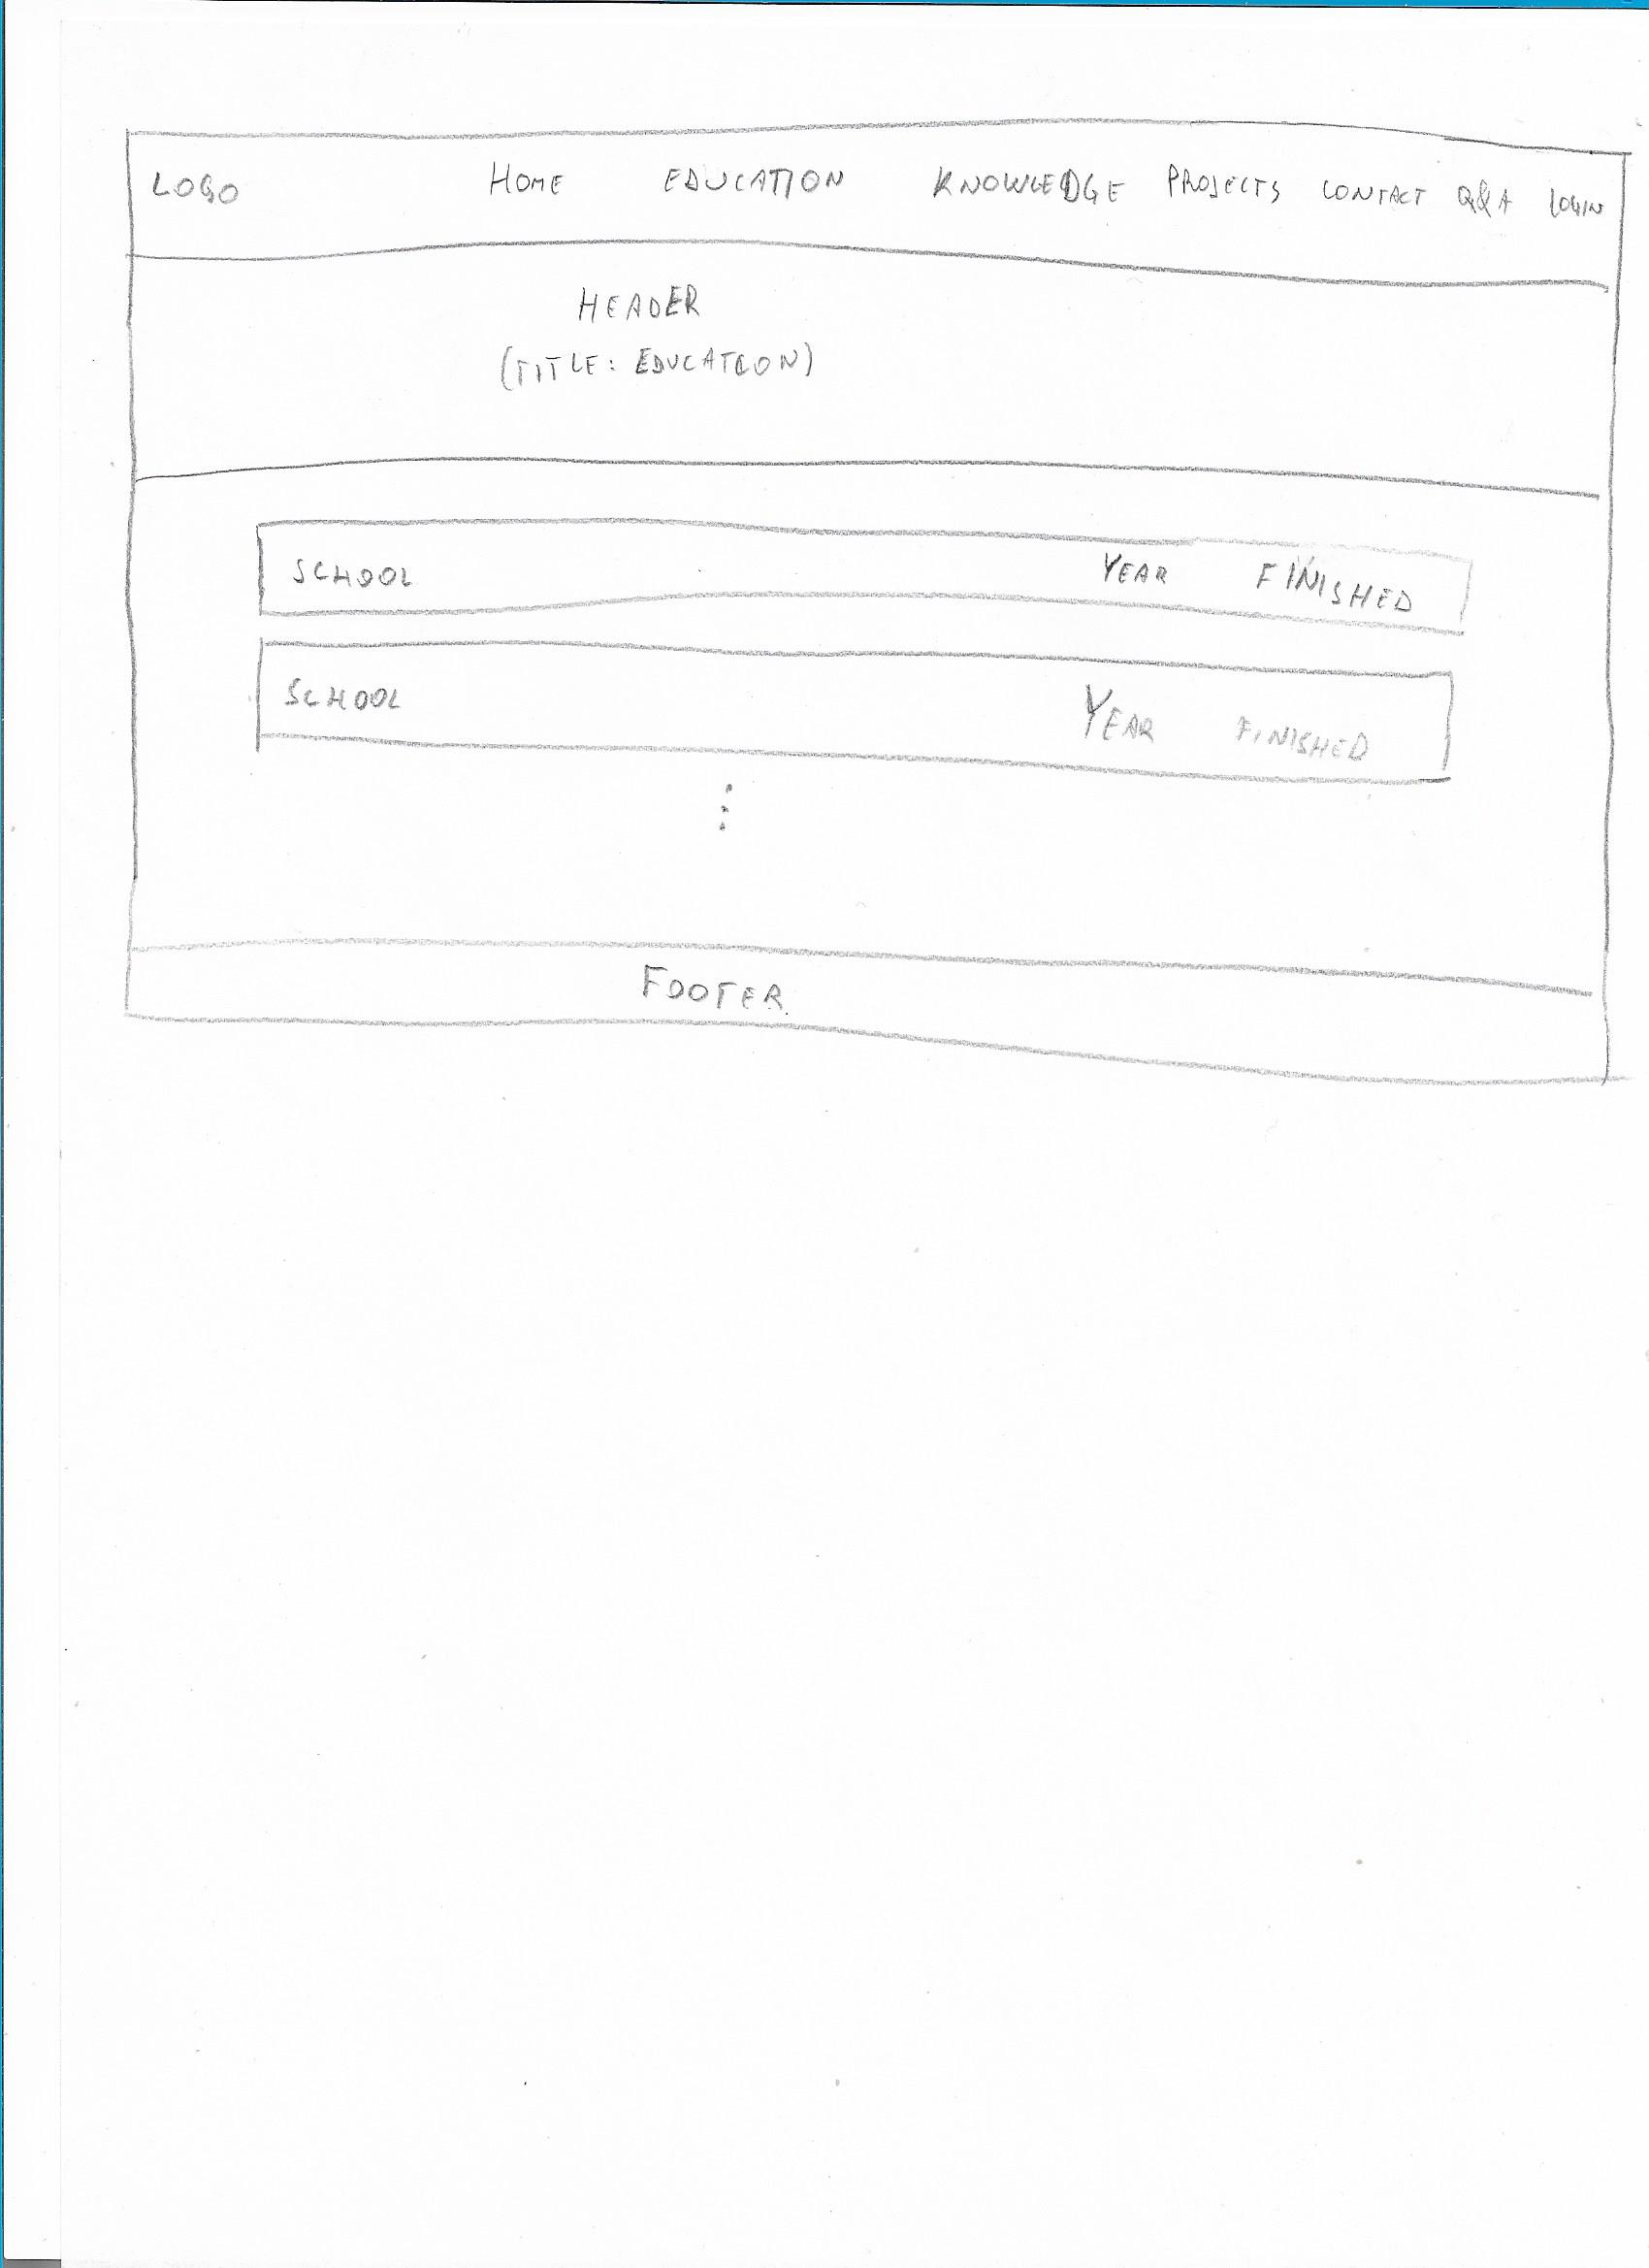 LOGO HOME EDUCATION KNOWLEDGE PROJECTS CONTACT Q&A LOGIN
HEADER
(TITLE: EDUCATION)
SCHOOL YEAR FINISHED
SCHOOL YEAR FINISHED
⋮
FOOTER